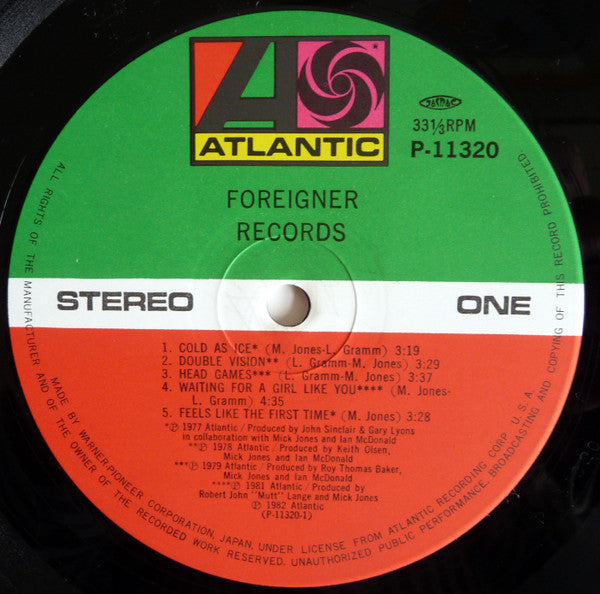 ATLANTIC
JASRAC
33 1/3 RPM
P-11320
FOREIGNER
RECORDS
STEREO
ONE
1. COLD AS ICE* (M. Jones-L. Gramm) 3:19
2. DOUBLE VISION** (L. Gramm-M. Jones) 3:29
3. HEAD GAMES*** (L. Gramm-M. Jones) 3:37
4. WAITING FOR A GIRL LIKE YOU**** (M. Jones-
L. Gramm) 4:35
5. FEELS LIKE THE FIRST TIME* (M. Jones) 3:28
*Ⓟ 1977 Atlantic / Produced by John Sinclair & Gary Lyons
in collaboration with Mick Jones and Ian McDonald
**Ⓟ 1978 Atlantic / Produced by Keith Olsen,
Mick Jones and Ian McDonald
***Ⓟ 1979 Atlantic / Produced by Roy Thomas Baker,
Mick Jones and Ian McDonald
****Ⓟ 1981 Atlantic / Produced by
Robert John "Mutt" Lange and Mick Jones
Ⓟ 1982 Atlantic
(P-11320-1)
MADE BY WARNER-PIONEER CORPORATION, JAPAN, UNDER LICENSE FROM ATLANTIC RECORDING CORP. U.S.A.
ALL RIGHTS OF THE MANUFACTURER AND OF THE OWNER OF THE RECORDED WORK RESERVED. UNAUTHORIZED PUBLIC PERFORMANCE, BROADCASTING AND COPYING OF THIS RECORD PROHIBITED.